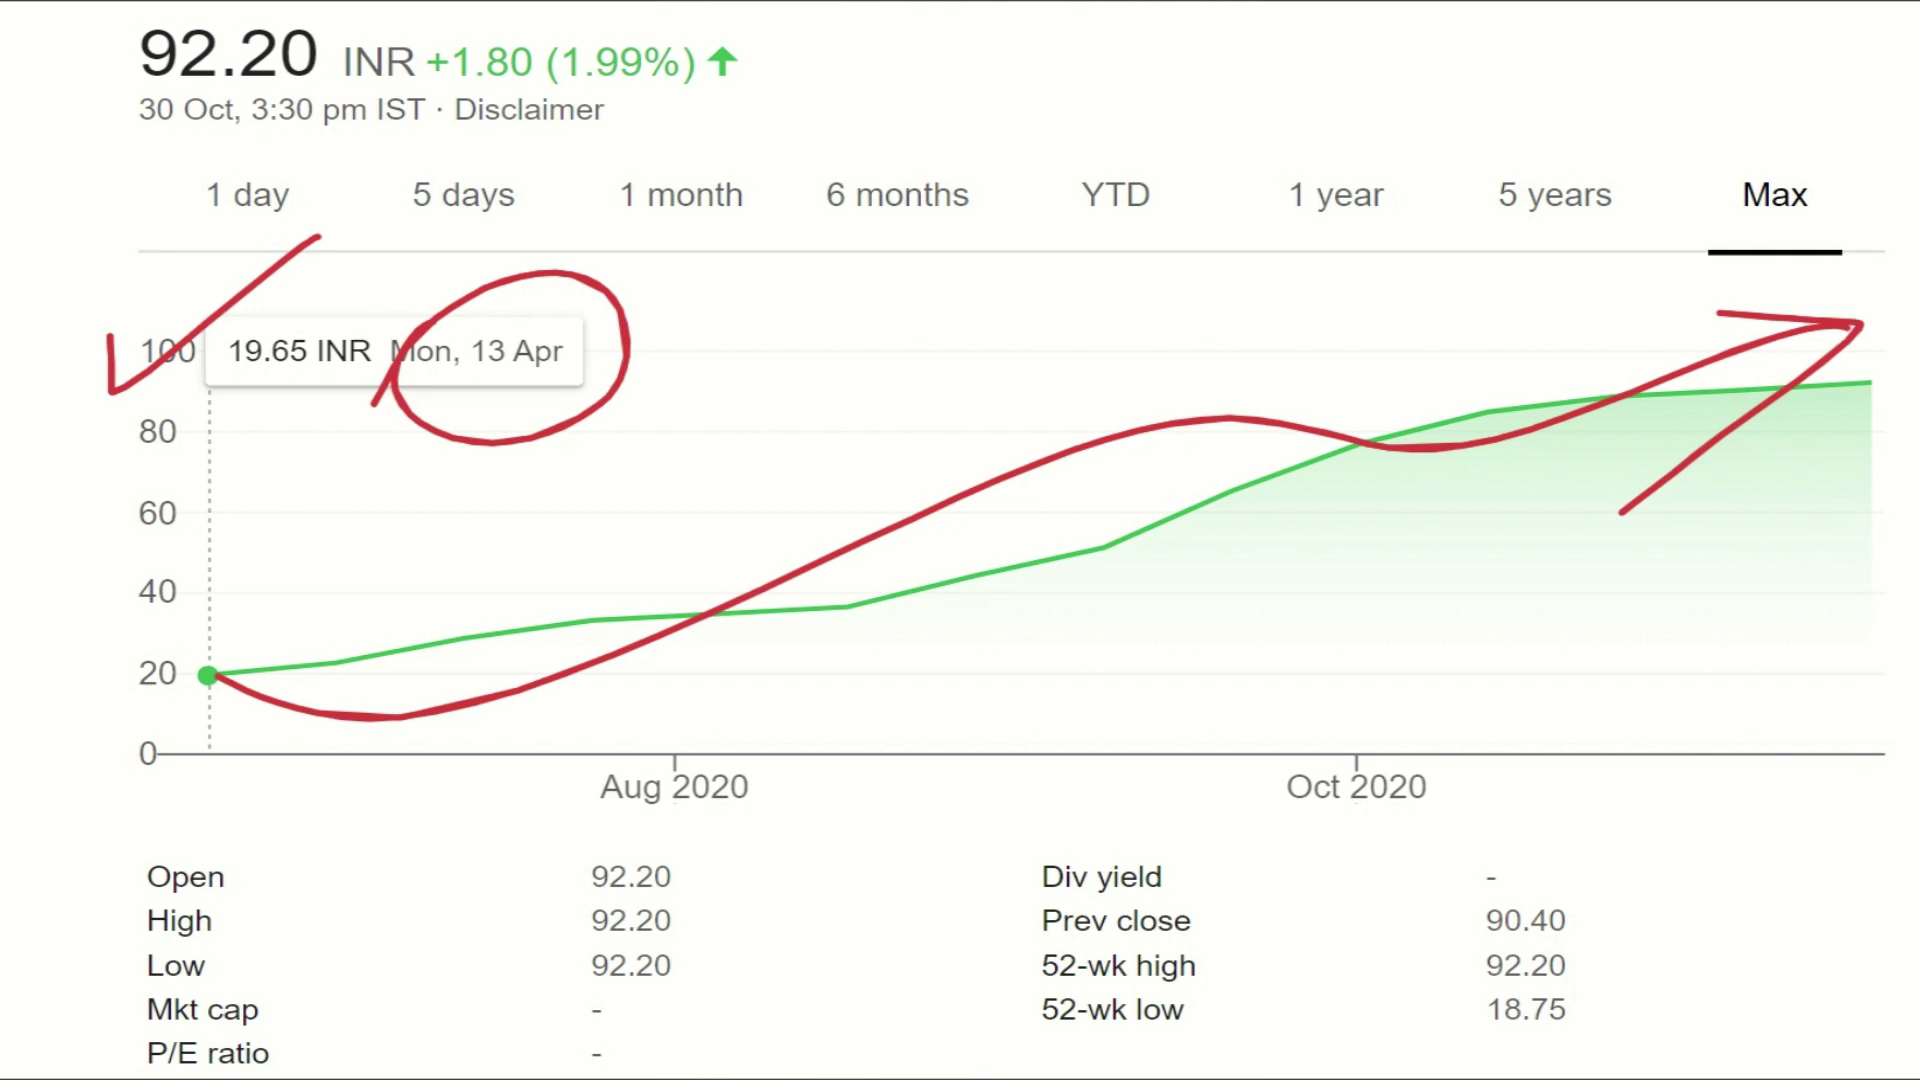 92.20 INR +1.80 (1.99%)
30 Oct, 3:30 pm IST · Disclaimer
1 day 5 days 1 month 6 months YTD 1 year 5 years Max
19.65 INR Mon, 13 Apr
100
80
60
40
20
0
Aug 2020 Oct 2020
Open 92.20 Div yield -
High 92.20 Prev close 90.40
Low 92.20 52-wk high 92.20
Mkt cap - 52-wk low 18.75
P/E ratio -